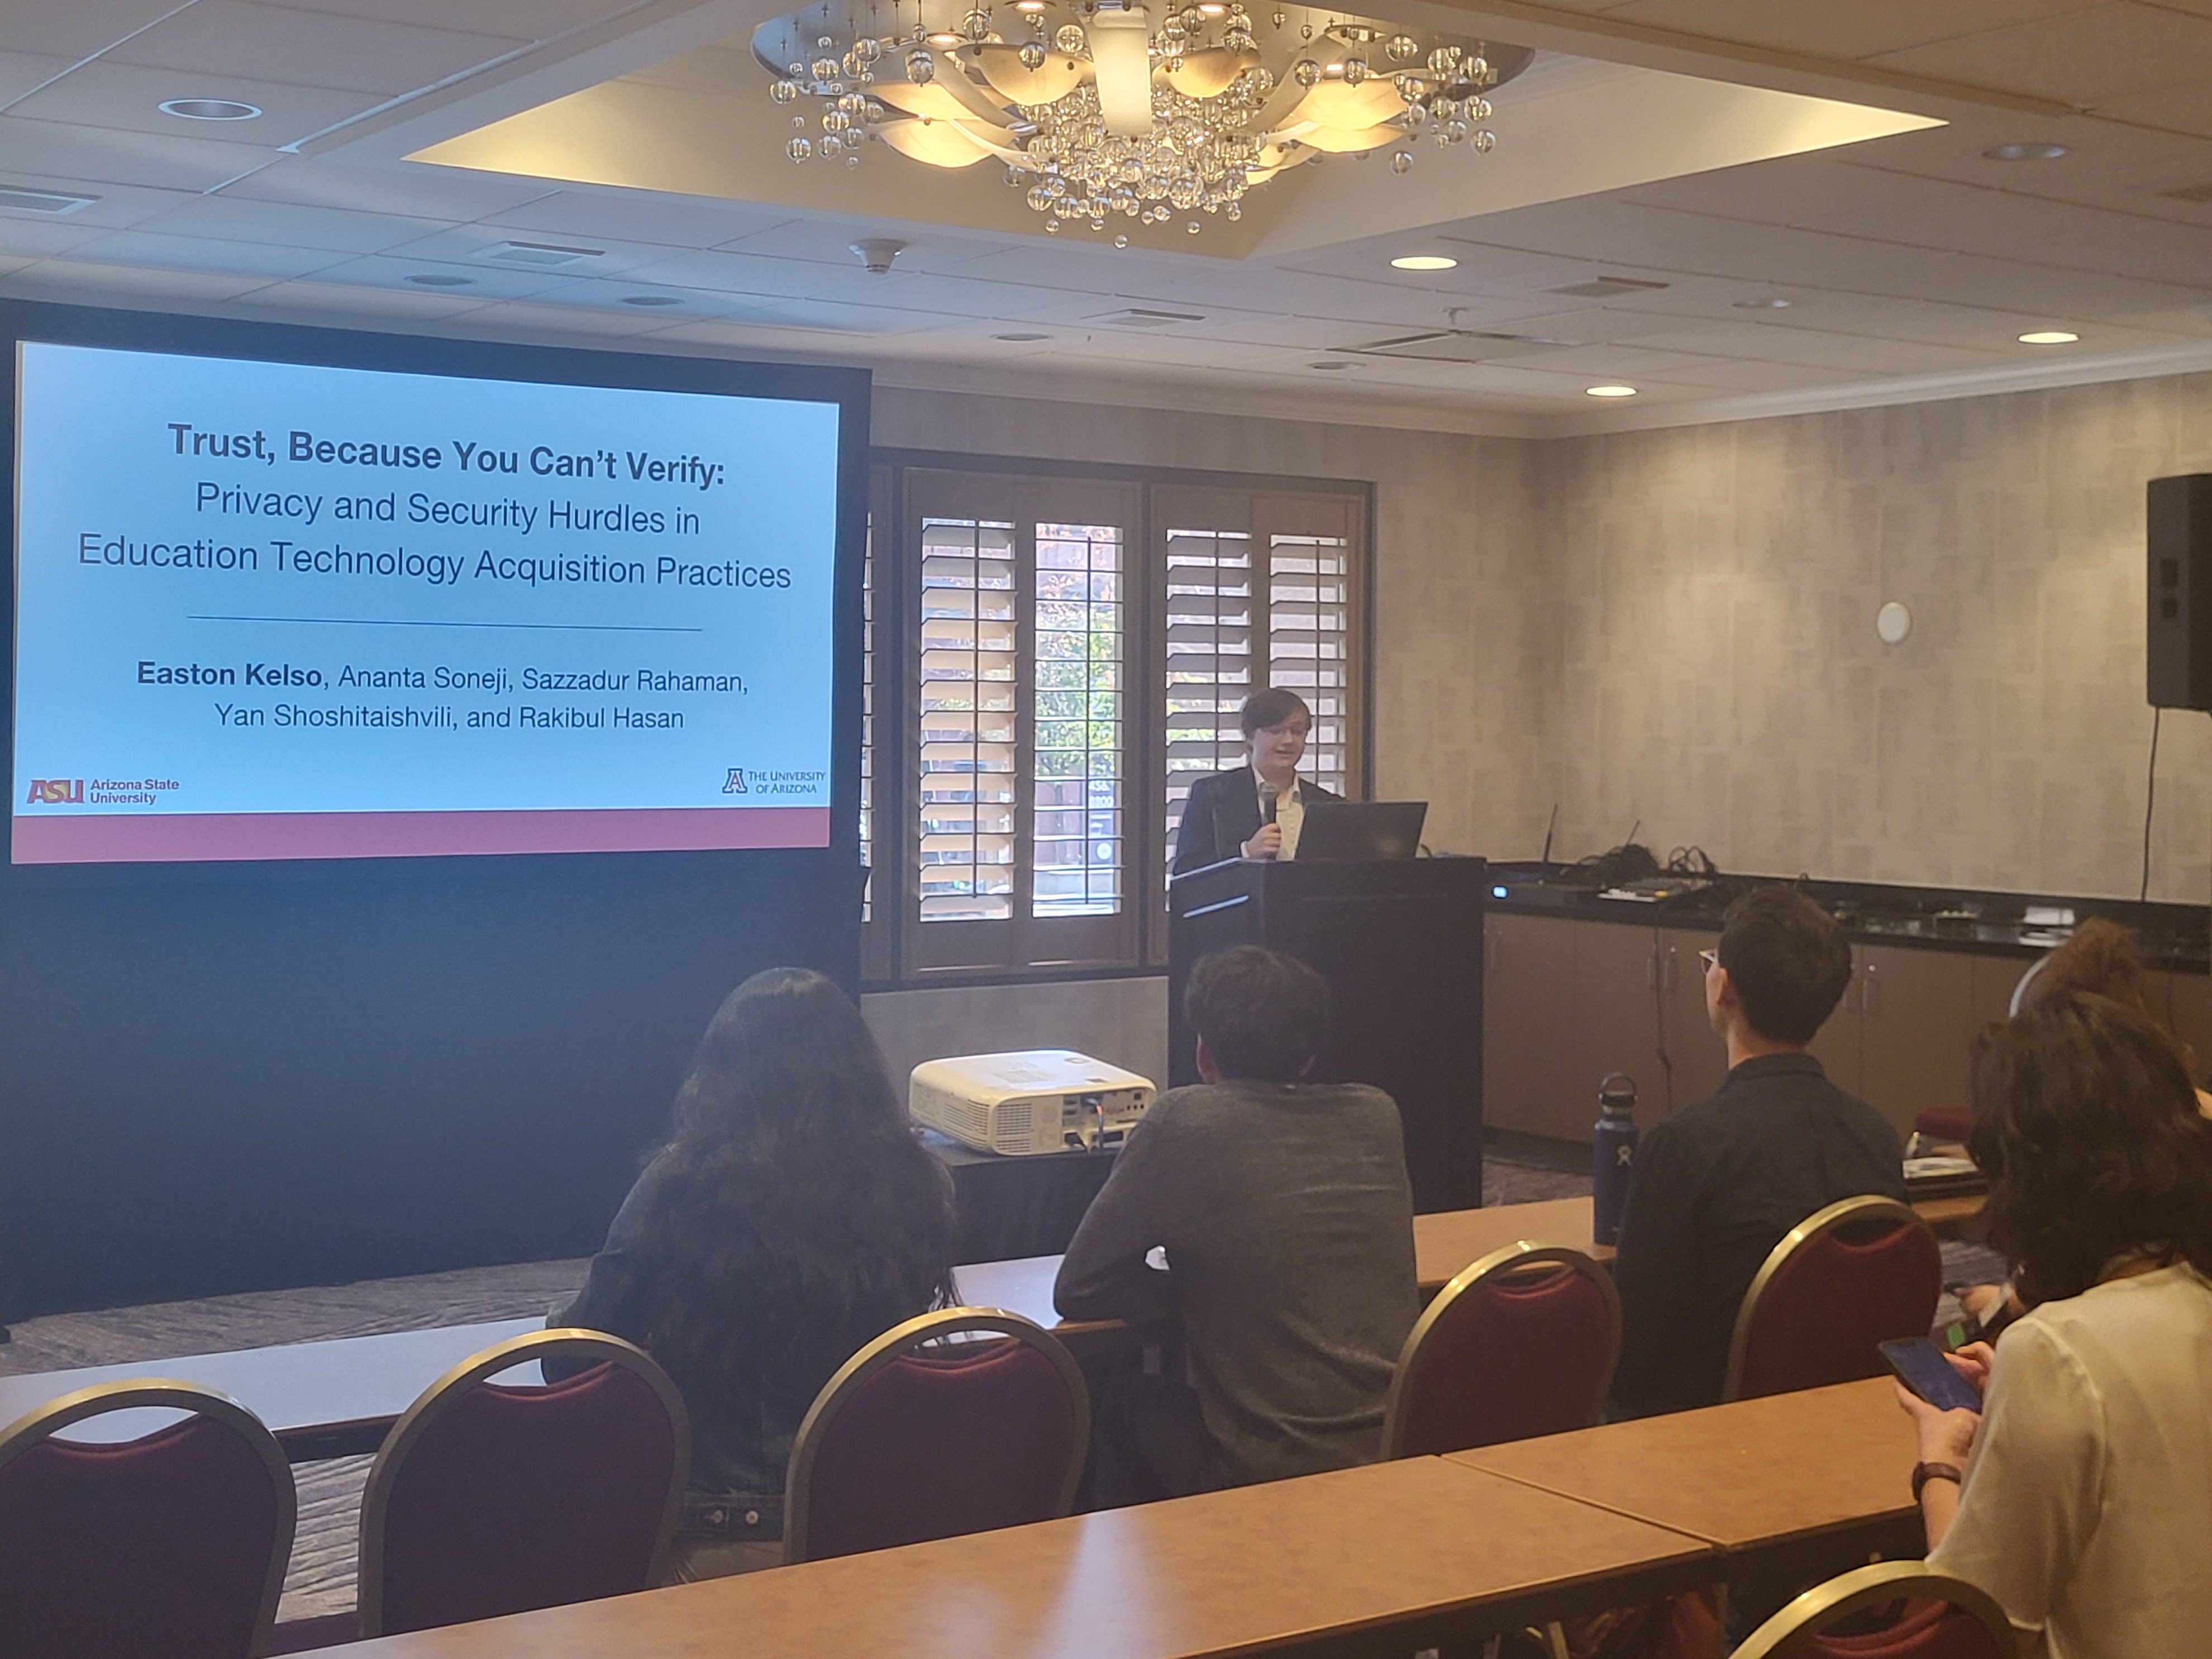 Trust, Because You Can't Verify:
Privacy and Security Hurdles in
Education Technology Acquisition Practices
Easton Kelso, Ananta Soneji, Sazzadur Rahaman,
Yan Shoshitaishvili, and Rakibul Hasan
ASU Arizona State
University
A THE UNIVERSITY
OF ARIZONA